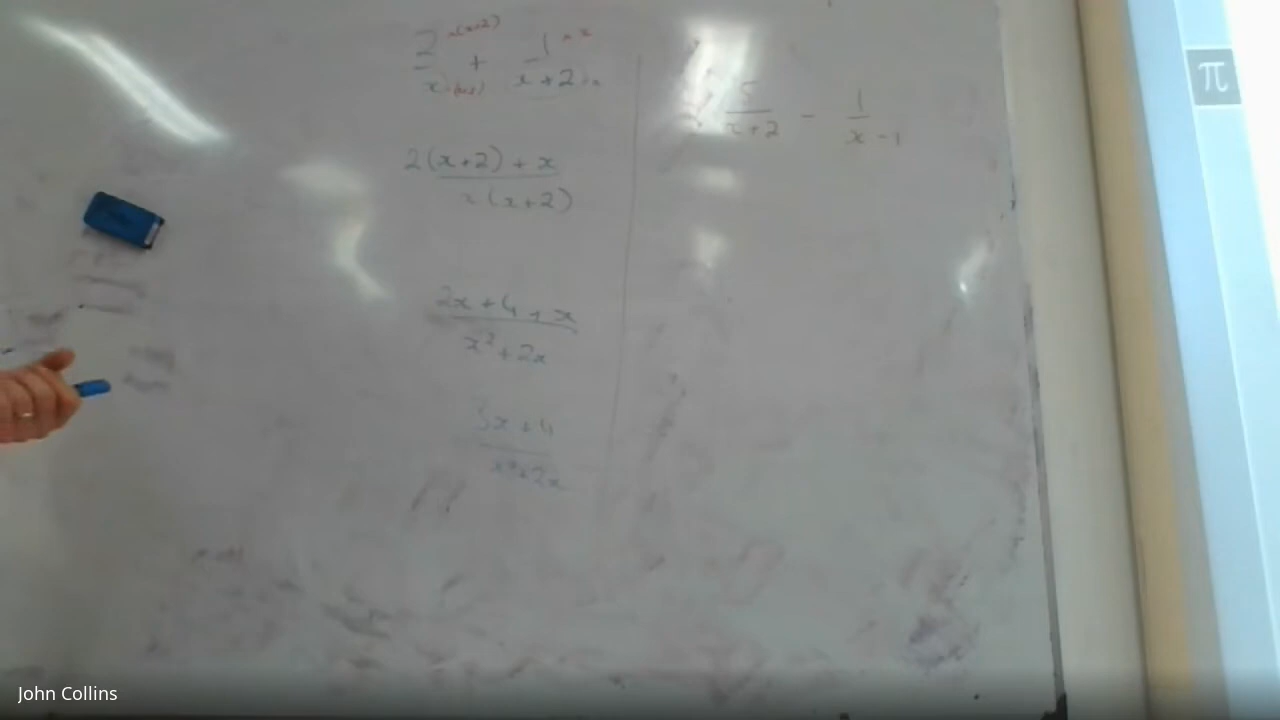 2 ×(x+2) + 1 × x
x ×(x+2) x+2 × x
2(x+2) + x
x(x+2)
2x + 4 + x
x² + 2x
3x + 4
x² + 2x
5 - 1
x+2 x - 1
π
John Collins